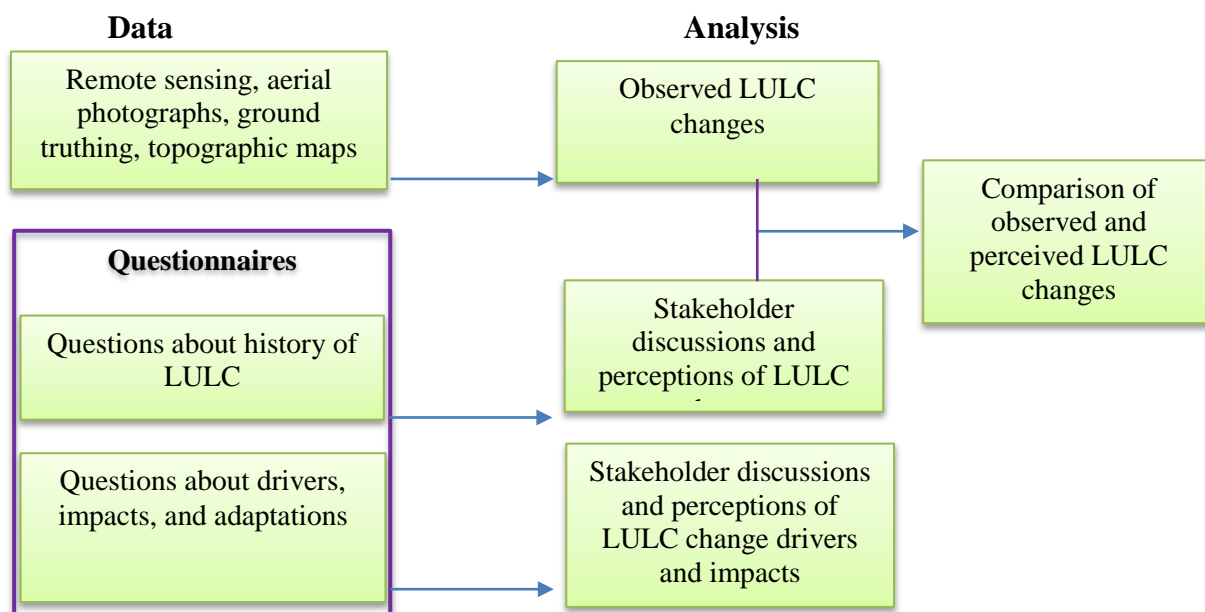 Data
Remote sensing, aerial
photographs, ground
truthing, topographic maps
Questionnaires
Questions about history of
LULC
Questions about drivers,
impacts, and adaptations
Analysis
Observed LULC
changes
Stakeholder
discussions and
perceptions of LULC
Stakeholder discussions
and perceptions of
LULC change drivers
and impacts
Comparison of
observed and
perceived LULC
changes